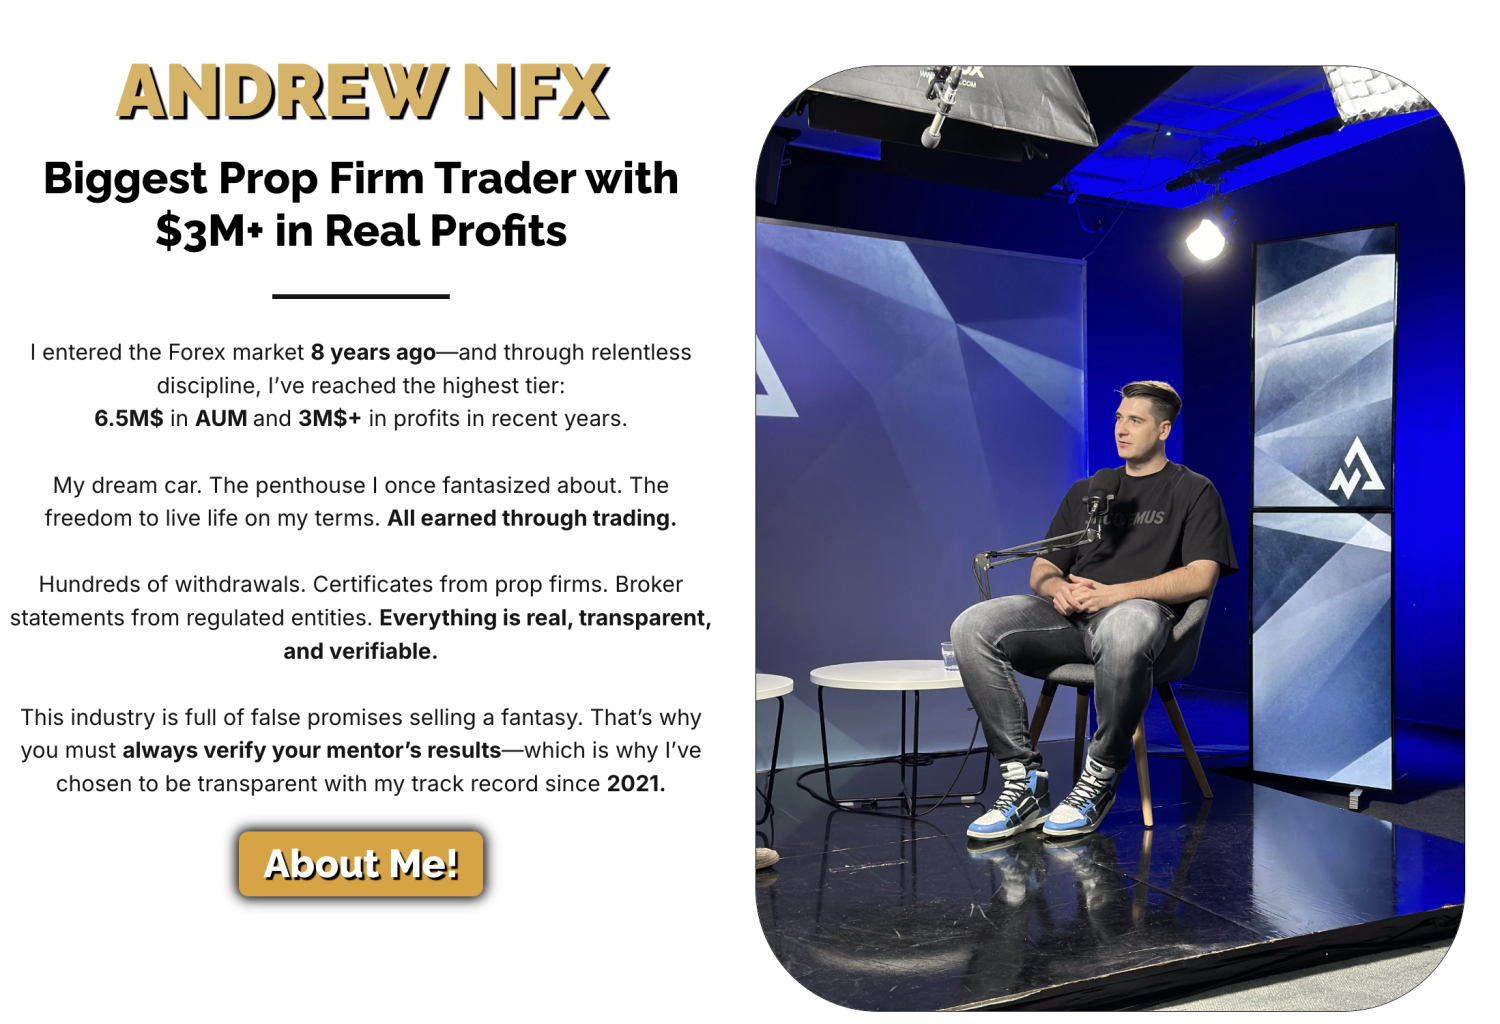 ANDREW NFX
Biggest Prop Firm Trader with
$3M+ in Real Profits
I entered the Forex market 8 years ago—and through relentless
discipline, I’ve reached the highest tier:
6.5M$ in AUM and 3M$+ in profits in recent years.
My dream car. The penthouse I once fantasized about. The
freedom to live life on my terms. All earned through trading.
Hundreds of withdrawals. Certificates from prop firms. Broker
statements from regulated entities. Everything is real, transparent,
and verifiable.
This industry is full of false promises selling a fantasy. That’s why
you must always verify your mentor’s results—which is why I’ve
chosen to be transparent with my track record since 2021.
About Me!